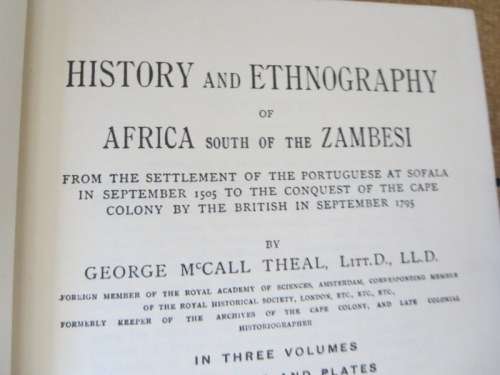 HISTORY AND ETHNOGRAPHY
OF
AFRICA SOUTH OF THE ZAMBESI
FROM THE SETTLEMENT OF THE PORTUGUESE AT SOFALA
IN SEPTEMBER 1505 TO THE CONQUEST OF THE CAPE
COLONY BY THE BRITISH IN SEPTEMBER 1795
BY
GEORGE MCCALL THEAL, LITT.D., LL.D.
FOREIGN MEMBER OF THE ROYAL ACADEMY OF SCIENCES, AMSTERDAM, CORRESPONDING MEMBER
OF THE ROYAL HISTORICAL SOCIETY, LONDON, ETC., ETC., ETC.,
FORMERLY KEEPER OF THE ARCHIVES OF THE CAPE COLONY, AND LATE COLONIAL
HISTORIOGRAPHER
IN THREE VOLUMES
AND PLATES